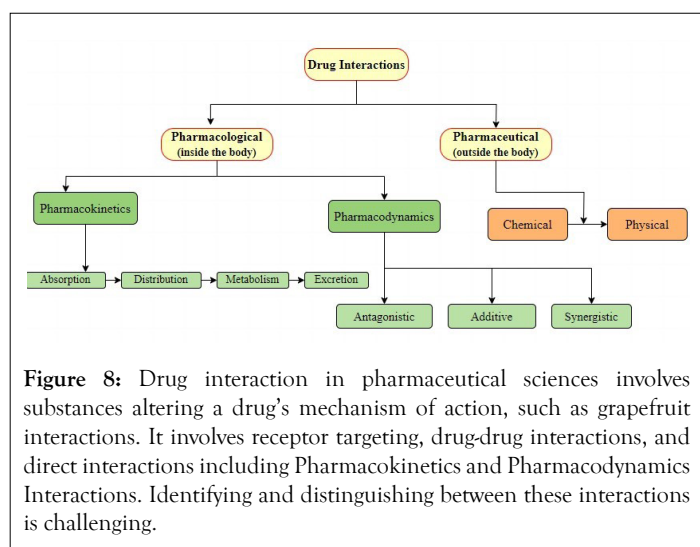 Drug Interactions
Pharmacological
(inside the body)
Pharmaceutical
(outside the body)
Pharmacokinetics
Pharmacodynamics
Chemical
Physical
Absorption
Distribution
Metabolism
Excretion
Antagonistic
Additive
Synergistic
Figure 8: Drug interaction in pharmaceutical sciences involves
substances altering a drug's mechanism of action, such as grapefruit
interactions. It involves receptor targeting, drug-drug interactions, and
direct interactions including Pharmacokinetics and Pharmacodynamics
Interactions. Identifying and distinguishing between these interactions
is challenging.